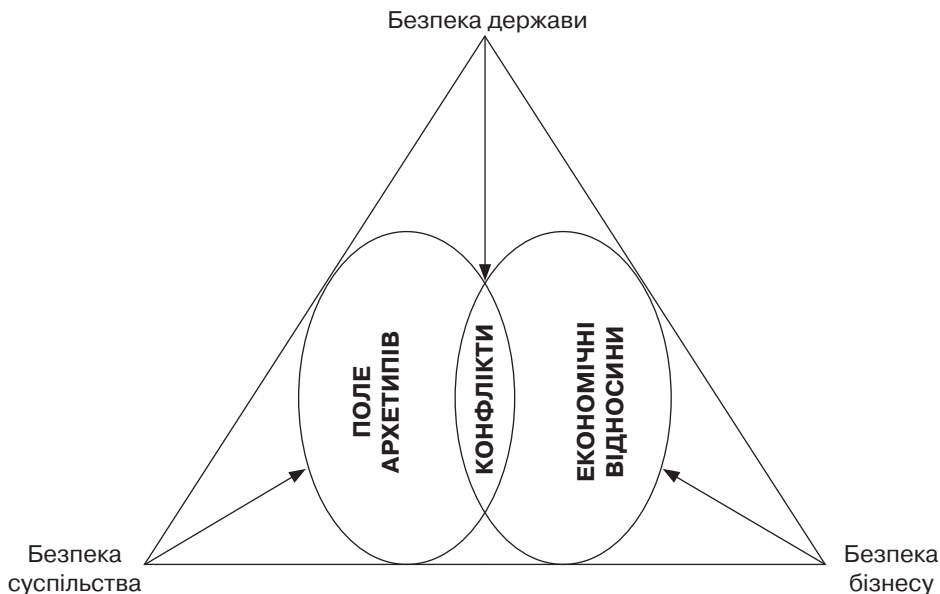 Безпека держави
ПОЛЕ
АРХЕТИПІВ
КОНФЛІКТИ
ЕКОНОМІЧНІ
ВІДНОСИНИ
Безпека
суспільства
Безпека
бізнесу